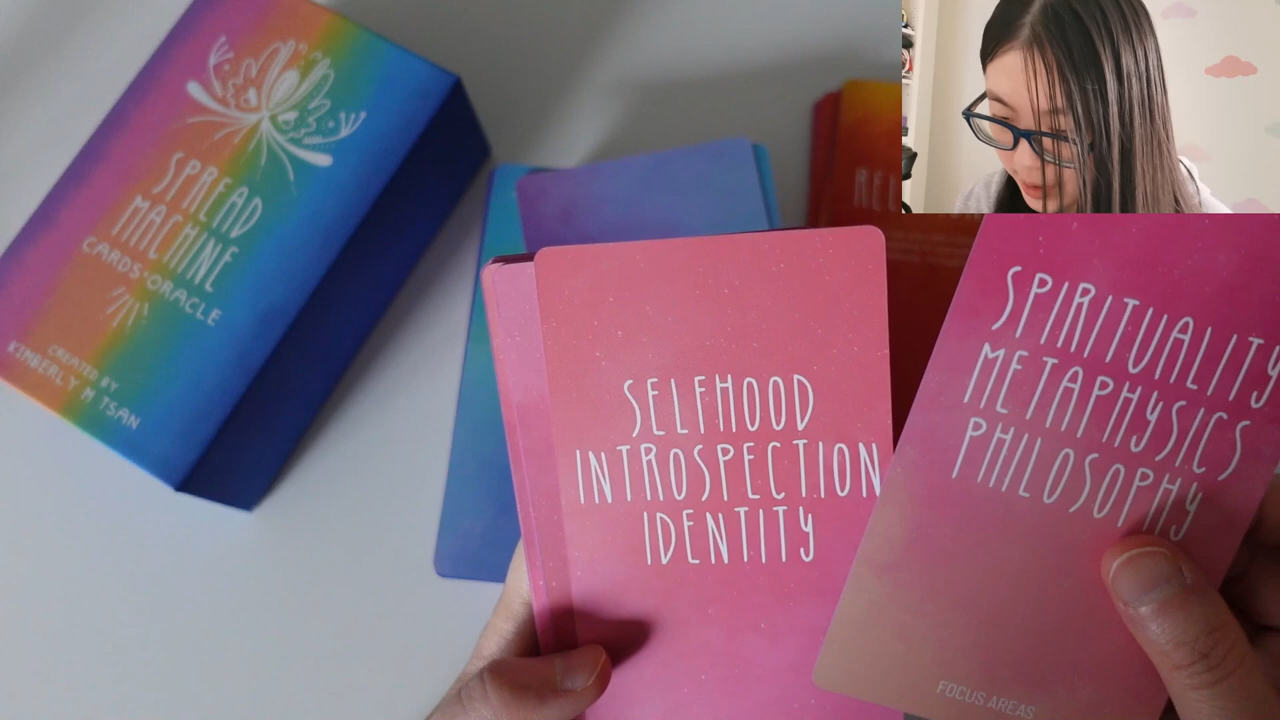 SPREAD
MACHINE
CARDS•ORACLE
CREATED BY
KIMBERLY M TSAN
SELFHOOD
INTROSPECTION
IDENTITY
SPIRITUALITY
METAPHYSICS
PHILOSOPHY
FOCUS AREAS